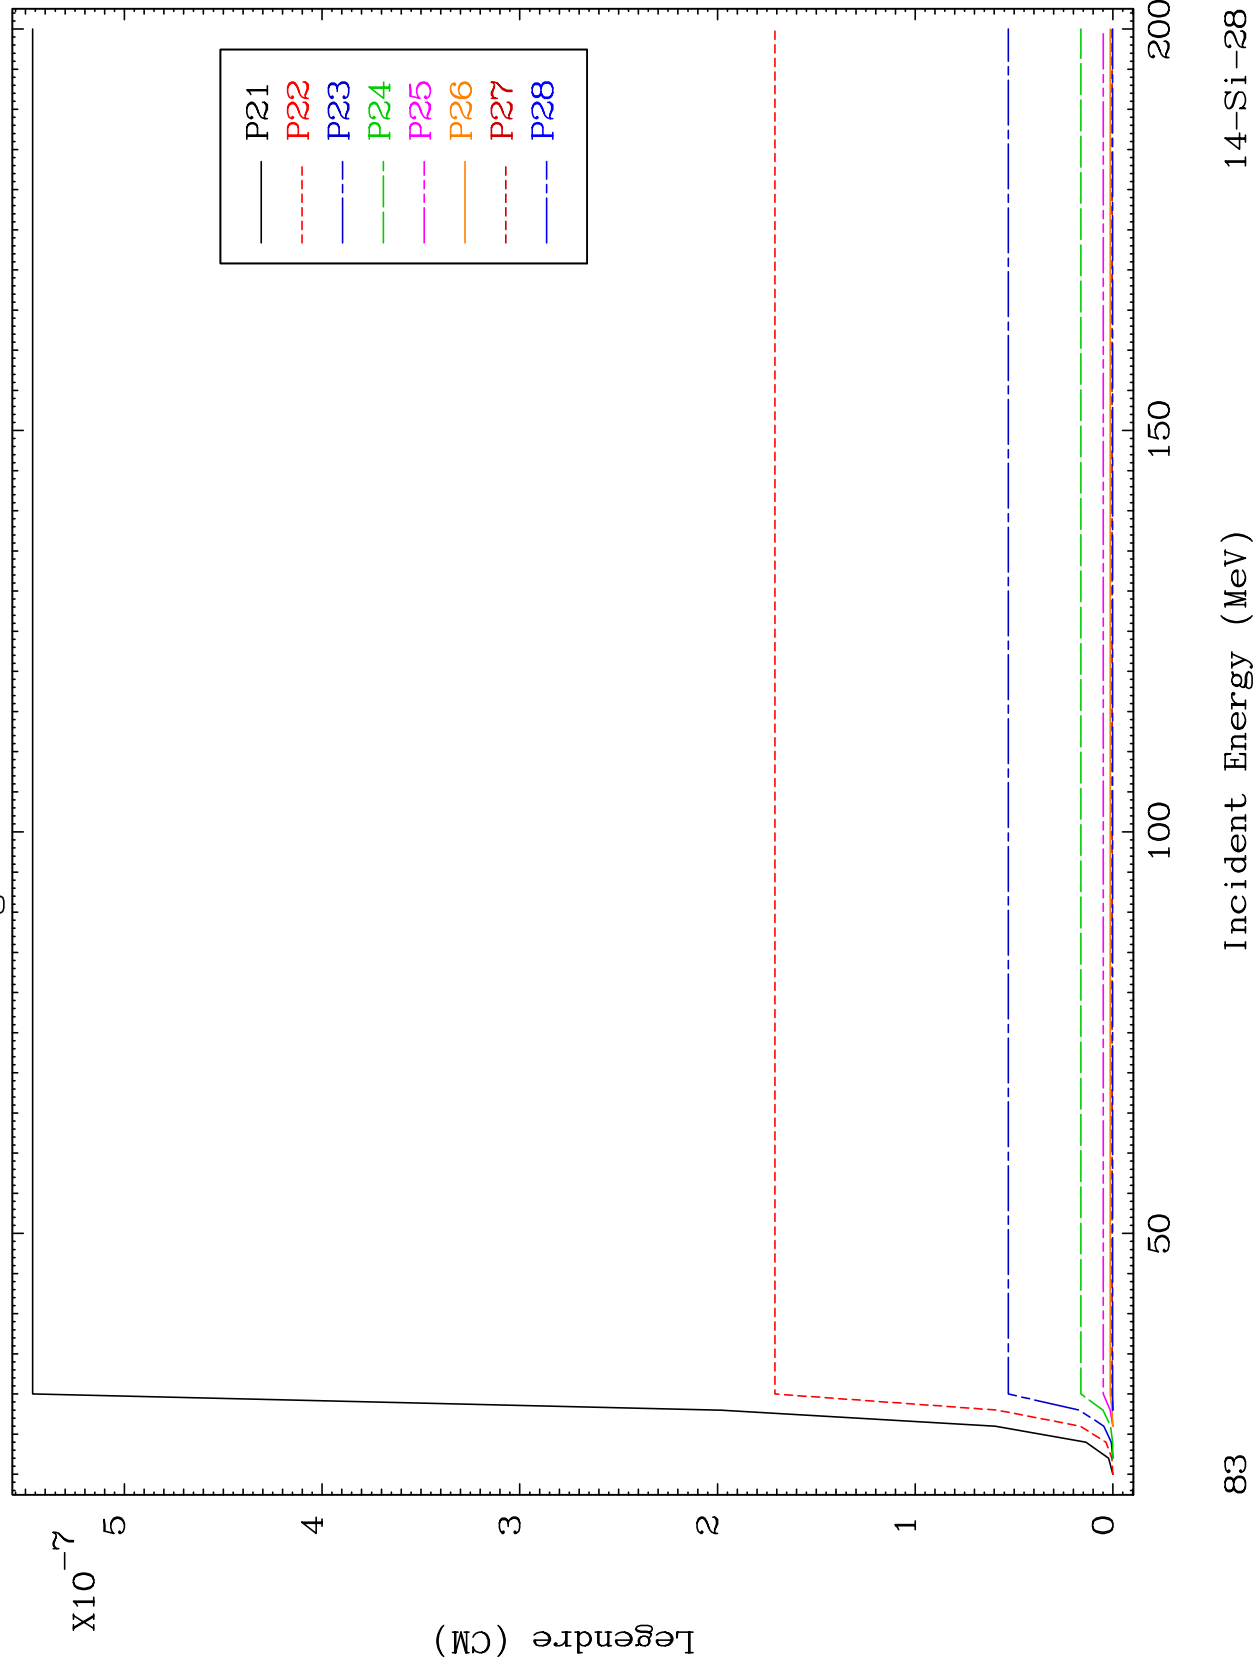 X10-7
Legendre (CM)
5
4
3
2
1
0
P21
P22
P23
P24
P25
P26
P27
P28
50
100
150
200
83
Incident Energy (MeV)
14-Si-28